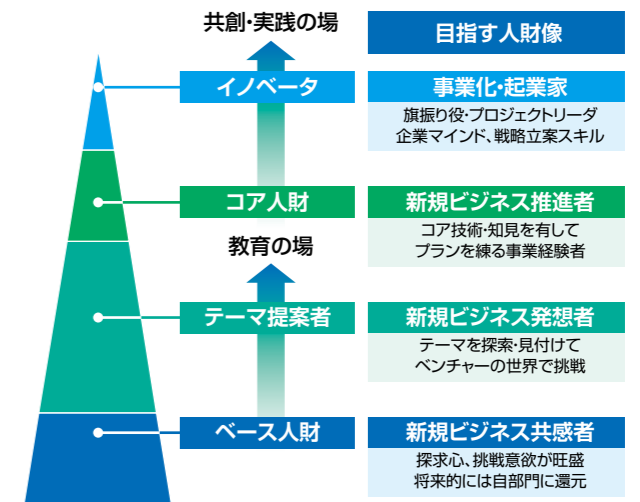 共創・実践の場
目指す人財像
イノベータ
事業化・起業家
旗振り役・プロジェクトリーダ
企業マインド、戦略立案スキル
コア人財
新規ビジネス推進者
コア技術・知見を有して
プランを練る事業経験者
教育の場
テーマ提案者
新規ビジネス発想者
テーマを探索・見付けて
ベンチャーの世界で挑戦
ベース人財
新規ビジネス共感者
探求心、挑戦意欲が旺盛
将来的には自部門に還元